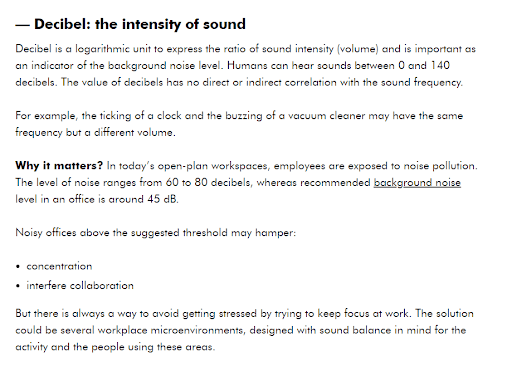 — Decibel: the intensity of sound
Decibel is a logarithmic unit to express the ratio of sound intensity (volume) and is important as
an indicator of the background noise level. Humans can hear sounds between 0 and 140
decibels. The value of decibels has no direct or indirect correlation with the sound frequency.
For example, the ticking of a clock and the buzzing of a vacuum cleaner may have the same
frequency but a different volume.
Why it matters? In today's open-plan workspaces, employees are exposed to noise pollution.
The level of noise ranges from 60 to 80 decibels, whereas recommended background noise
level in an office is around 45 dB.
Noisy offices above the suggested threshold may hamper:
• concentration
• interfere collaboration
But there is always a way to avoid getting stressed by trying to keep focus at work. The solution
could be several workplace microenvironments, designed with sound balance in mind for the
activity and the people using these areas.